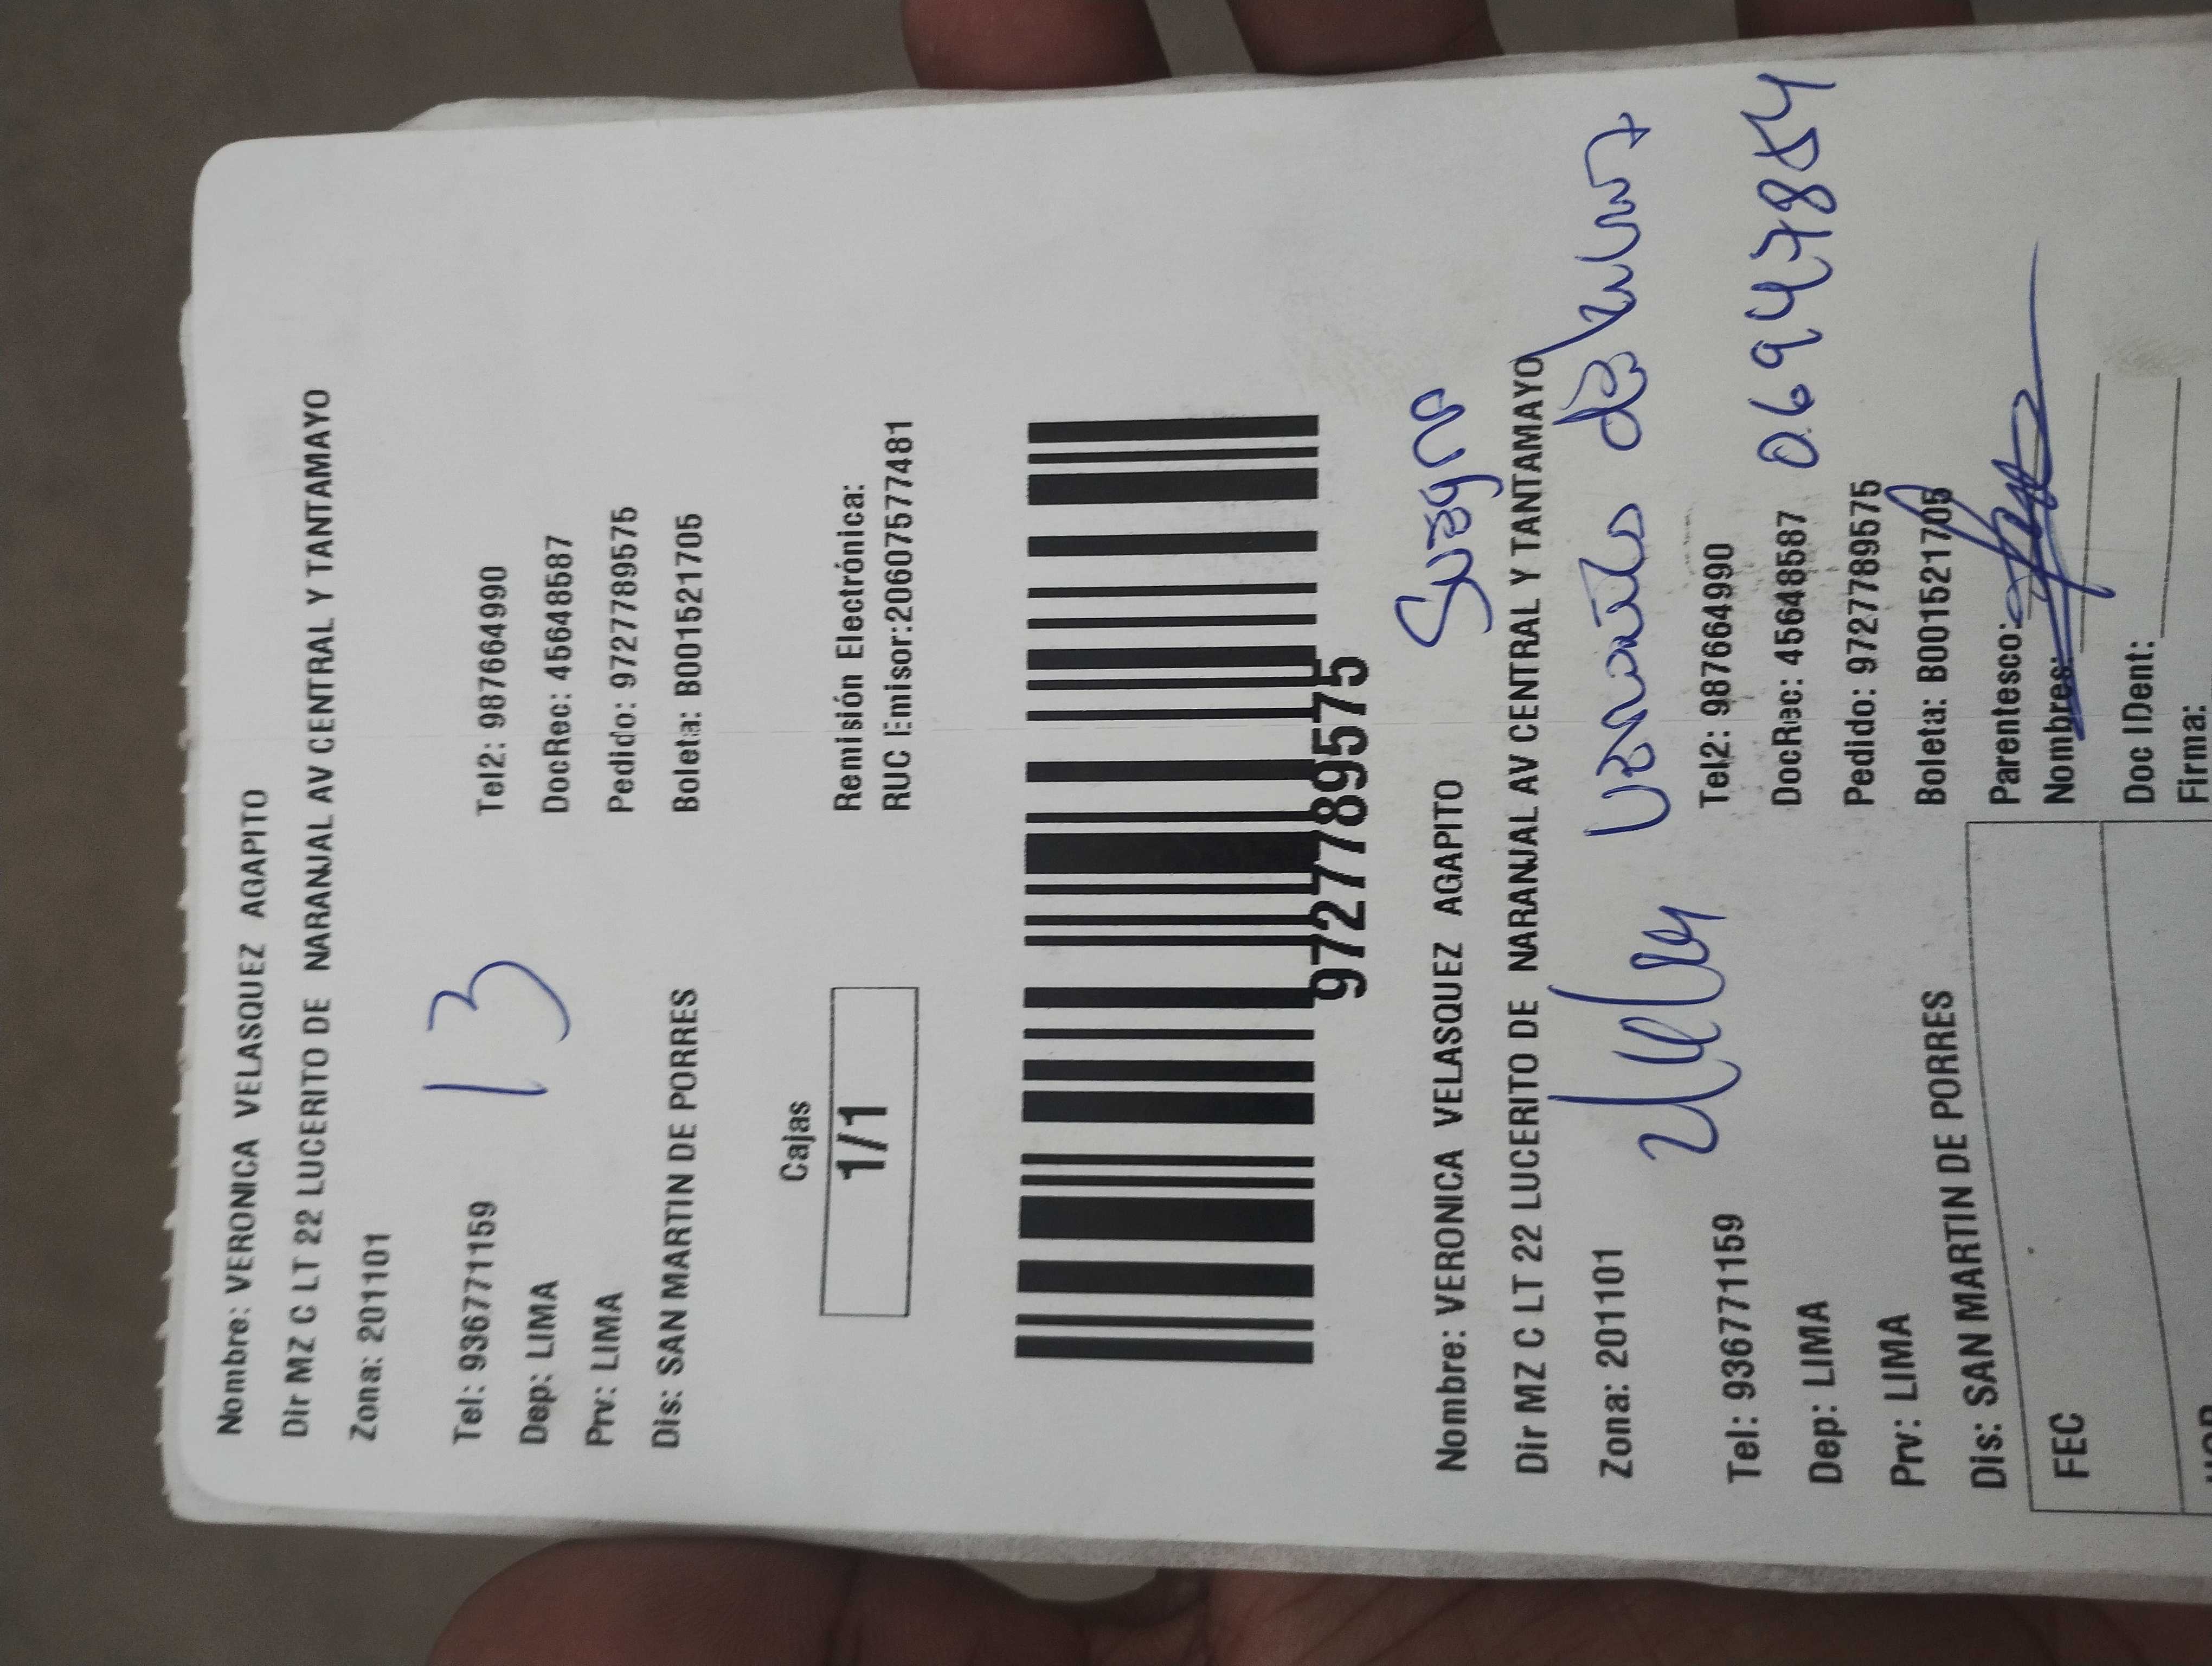 Nombre: VERONICA VELASQUEZ AGAPITO
Dir MZ C LT 22 LUCERITO DE NARANJAL AV CENTRAL Y TANTAMAYO
Zona: 201101
13
Tel: 936771159 Tel2: 987664990
Dep: LIMA DocRec: 45648587
Prv: LIMA Pedido: 9727789575
Dis: SAN MARTIN DE PORRES Boleta: B001521705
Cajas
1/1
Remisión Electrónica:
RUC Emisor:20607577481
9727789575
Suegro
Nombre: VERONICA VELASQUEZ AGAPITO
Dir MZ C LT 22 LUCERITO DE NARANJAL AV CENTRAL Y TANTAMAYO
Zona: 201101
Tel: 936771159 Tel2: 987664990
06947884
Dep: LIMA DocRec: 45648587
Prv: LIMA Pedido: 9727789575
Dis: SAN MARTIN DE PORRES Boleta: B001521705
Parentesco:
FEC Nombres:
Doc IDent:
Firma: